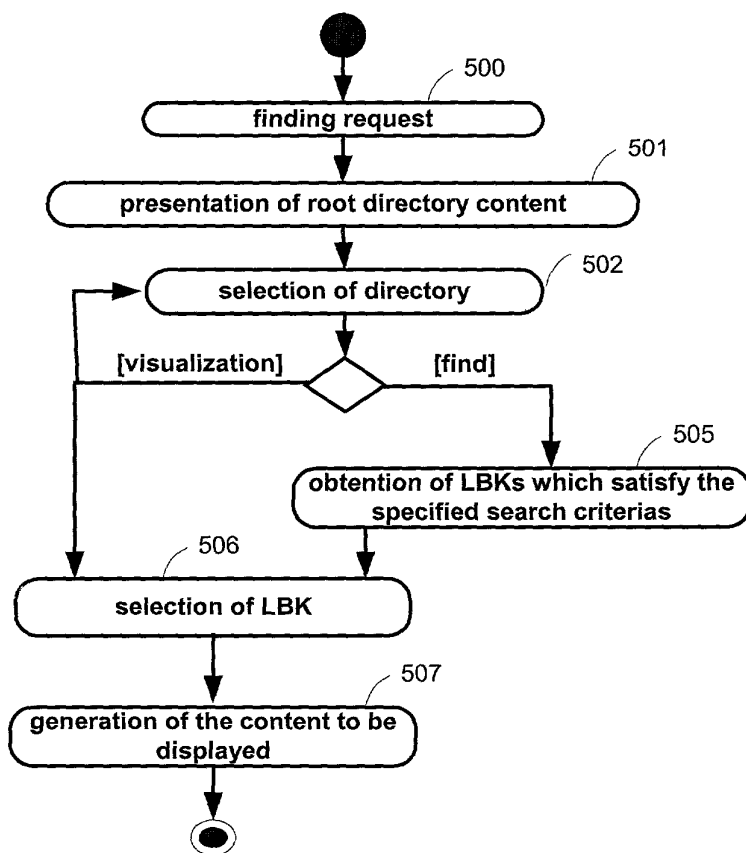 500
finding request
501
presentation of root directory content
502
selection of directory
[visualization]
[find]
505
obtention of LBKs which satisfy the
specified search criterias
506
selection of LBK
507
generation of the content to be
displayed